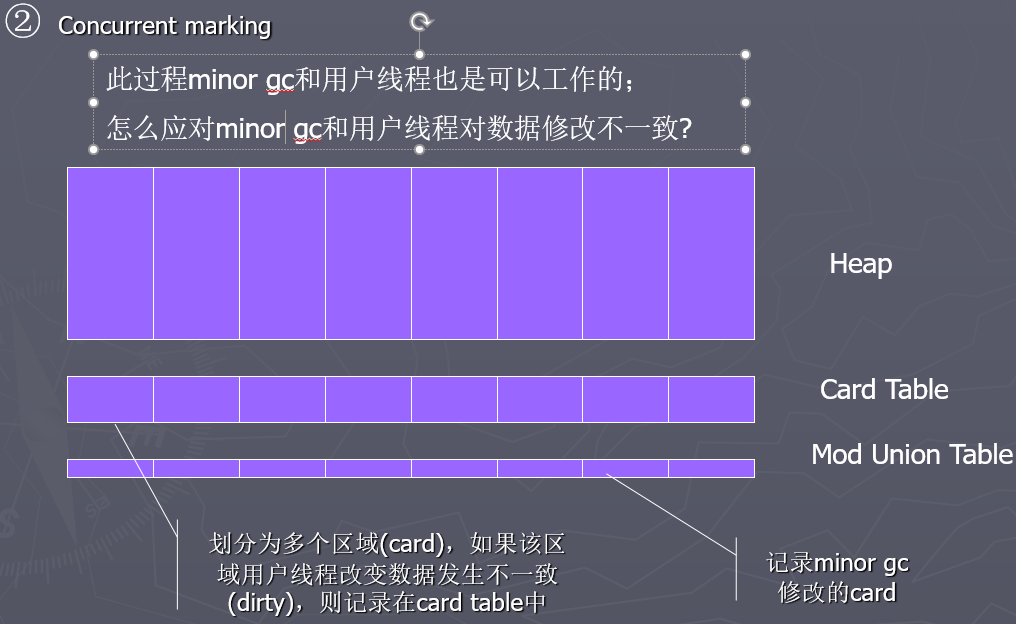 ② Concurrent marking
此过程minor gc和用户线程也是可以工作的；
怎么应对minor gc和用户线程对数据修改不一致?
Heap
Card Table
Mod Union Table
划分为多个区域(card)，如果该区
域用户线程改变数据发生不一致
(dirty)，则记录在card table中
记录minor gc
修改的card